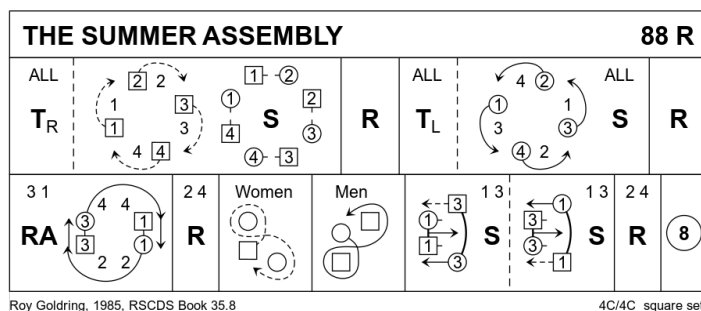 THE SUMMER ASSEMBLY 88 R
ALL ALL ALL
2 2 1 2 4 2
1 3 1 2 1 1
TR S R TL S R
1 3 4 3 3 3
4 4 4 3 4 2
3 1 2 4 Women Men 1 3 1 3 2 4
4 4 3 1
3 1 1 3
RA R S S R 8
3 1 1 3
2 2 3 1
Roy Goldring, 1985, RSCDS Book 35.8 4C/4C square set